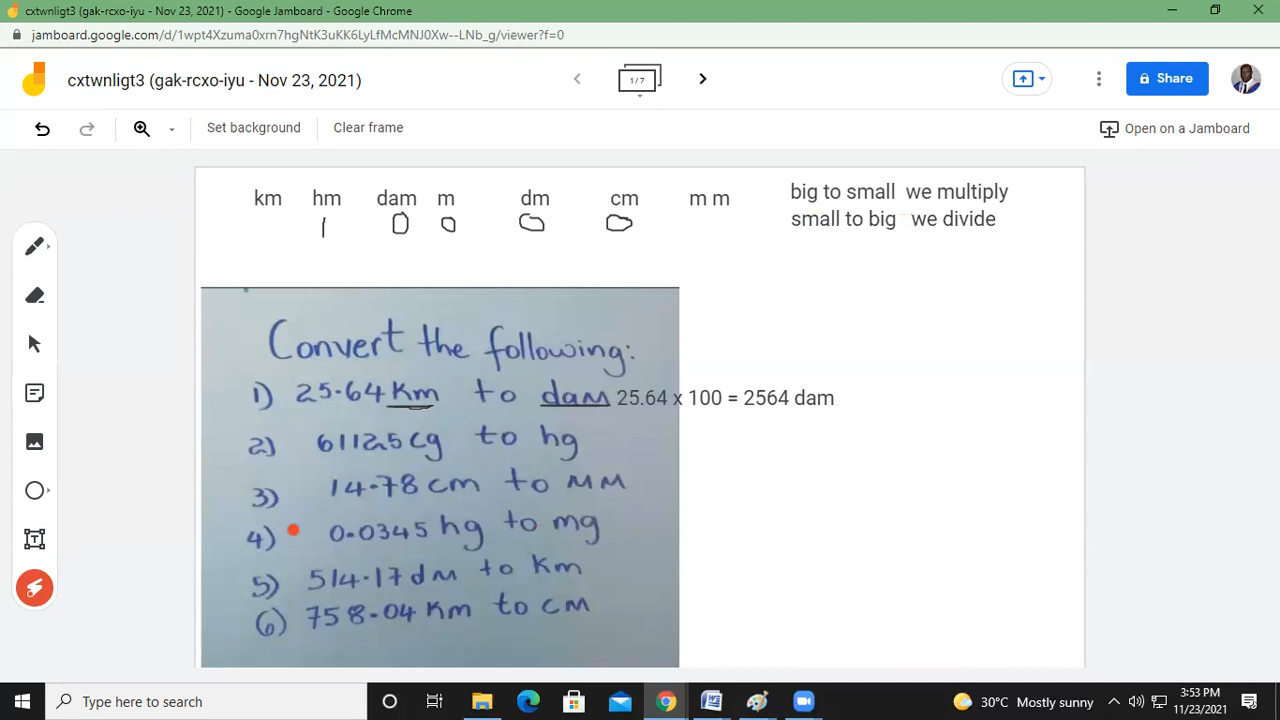 cxtwnligt3 (gak-rcxo-iyu - Nov 23, 2021) - Google Jamboard - Google Chrome
jamboard.google.com/d/1wpt4Xzuma0xrn7hgNtK3uKK6LyLfMcMNJ0Xw--LNb_g/viewer?f=0
cxtwnligt3 (gak-rcxo-iyu - Nov 23, 2021)
1/7
Share
Set background
Clear frame
Open on a Jamboard
km hm dam m dm cm m m
1 0 0 0 0
big to small we multiply
small to big we divide
Convert the following:
1) 25.64 km to dam 25.64 x 100 = 2564 dam
2) 61125 cg to hg
3) 14.78 cm to mm
4) 0.0345 hg to mg
5) 514.17 dm to km
6) 758.04 km to cm
Type here to search
30°C Mostly sunny
3:53 PM
11/23/2021